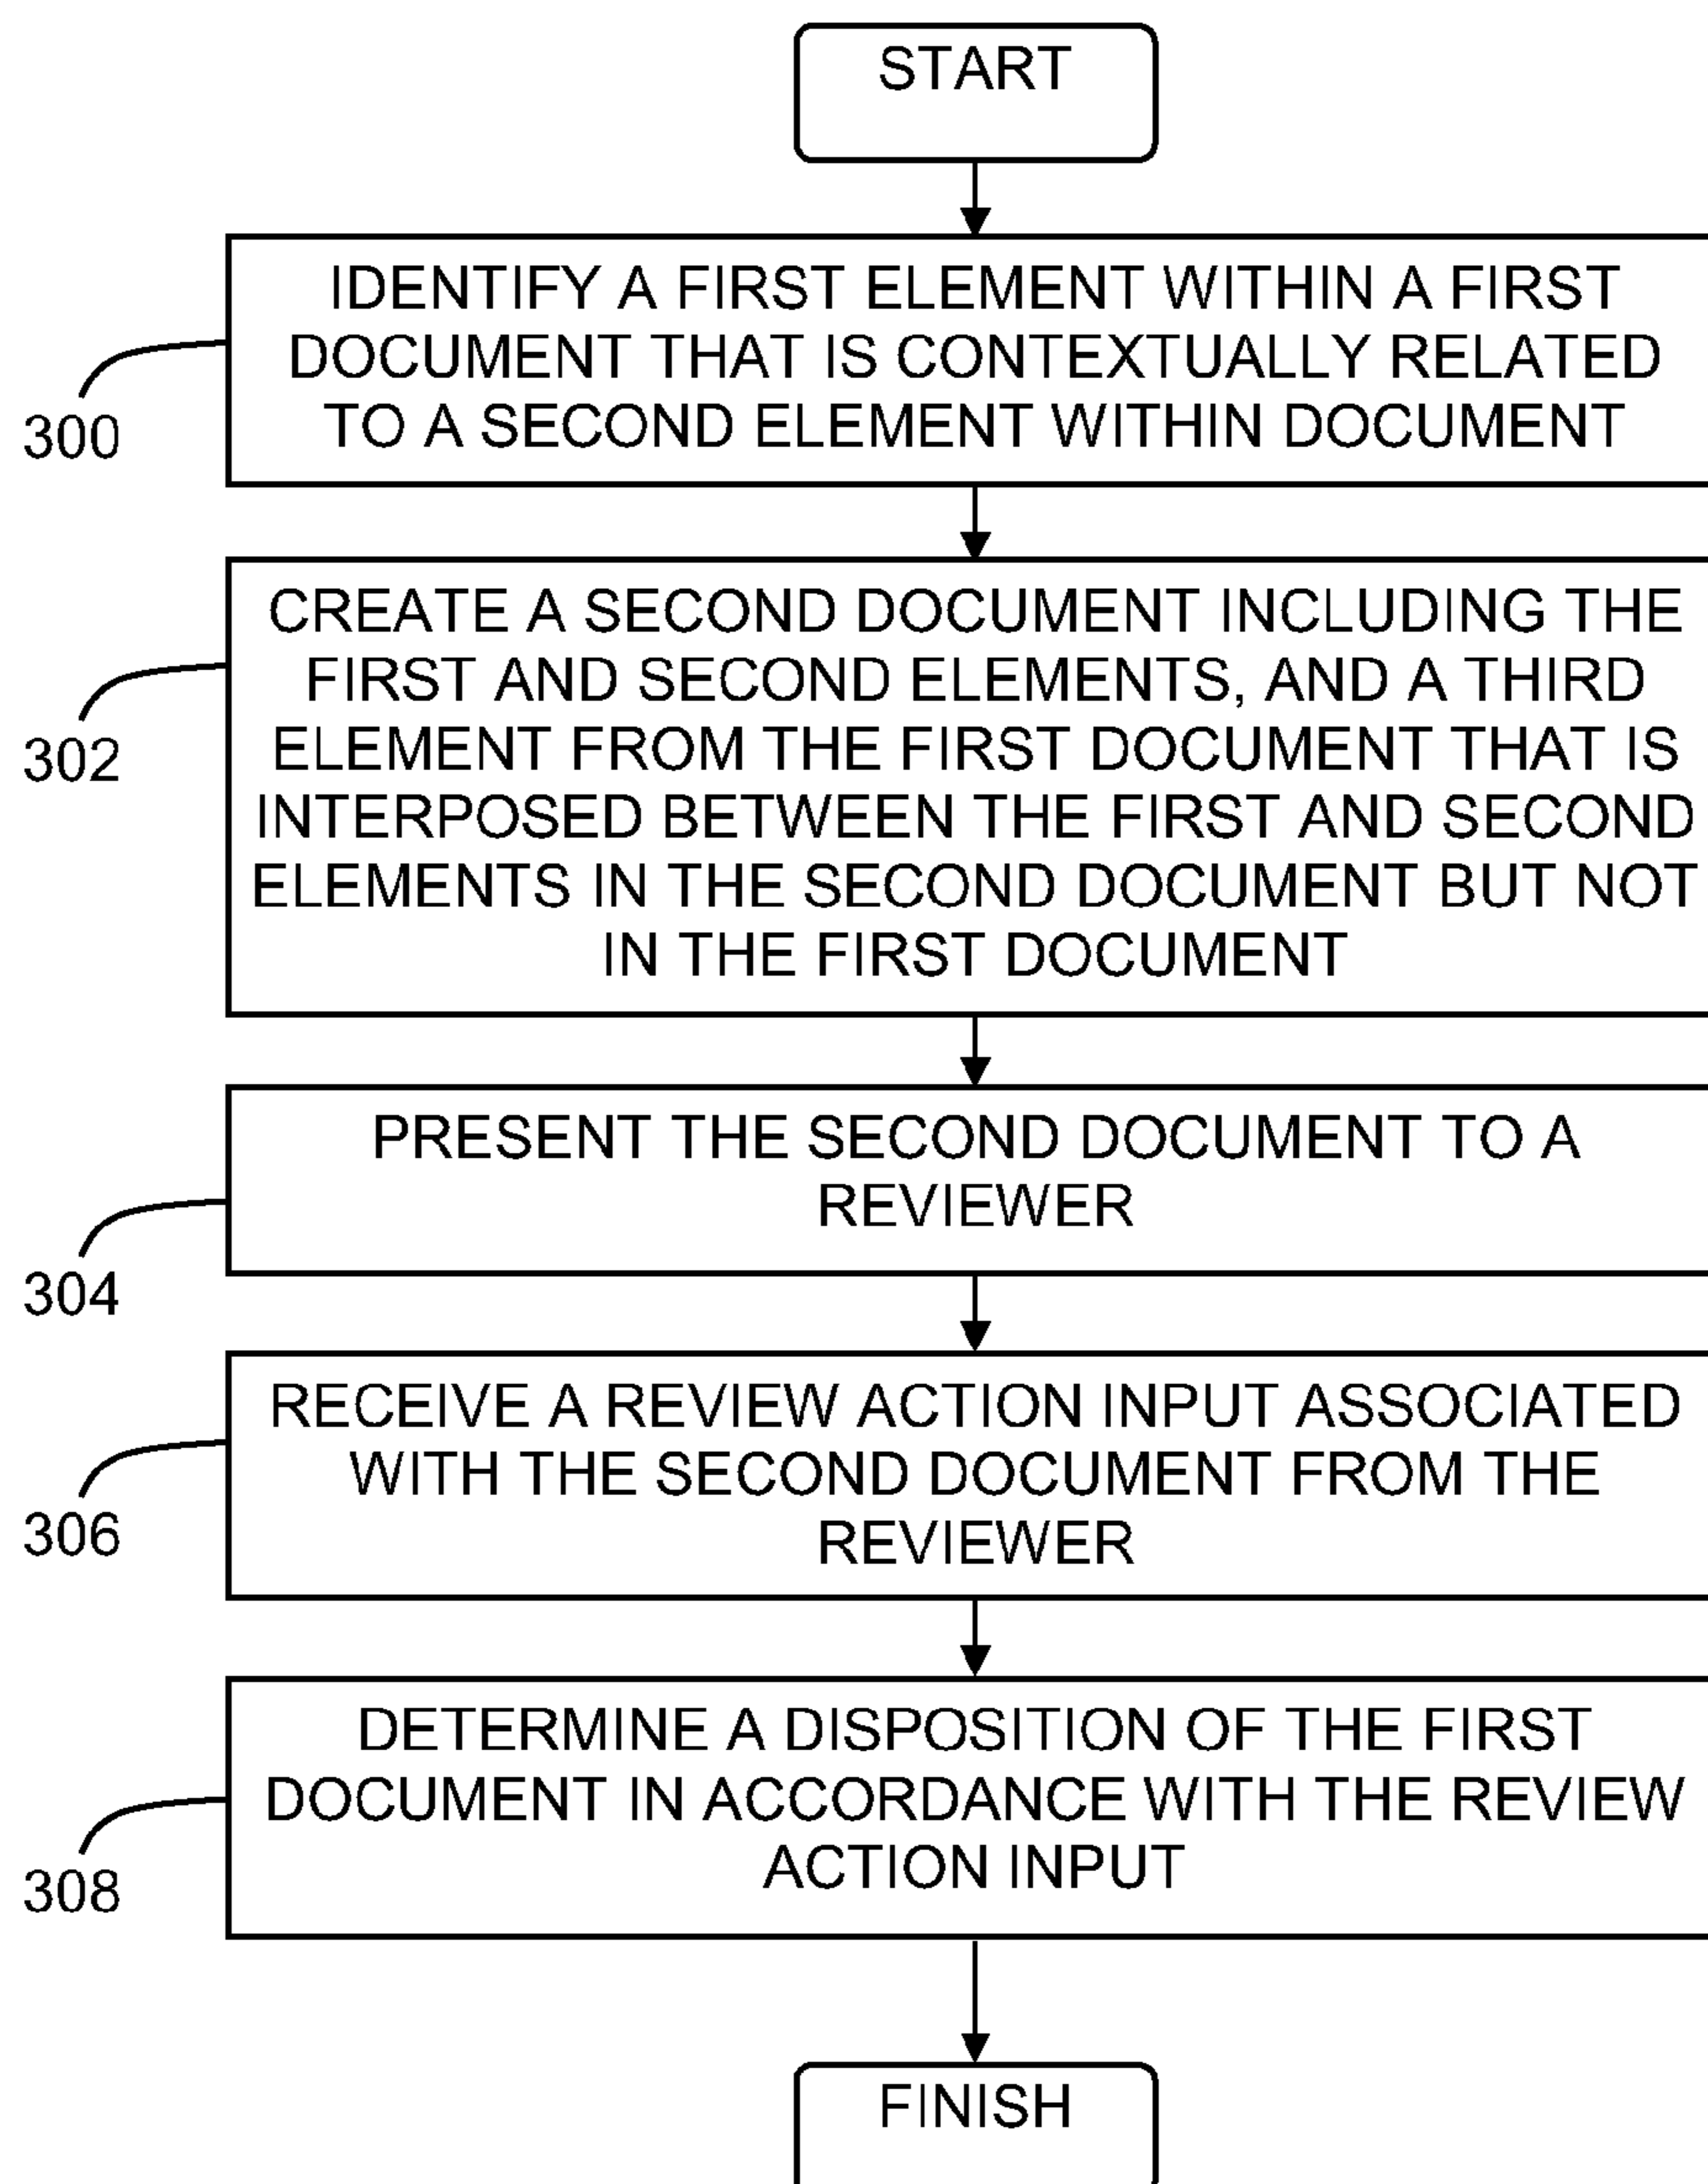 START
IDENTIFY A FIRST ELEMENT WITHIN A FIRST
DOCUMENT THAT IS CONTEXTUALLY RELATED
TO A SECOND ELEMENT WITHIN DOCUMENT
300
CREATE A SECOND DOCUMENT INCLUDING THE
FIRST AND SECOND ELEMENTS, AND A THIRD
ELEMENT FROM THE FIRST DOCUMENT THAT IS
INTERPOSED BETWEEN THE FIRST AND SECOND
ELEMENTS IN THE SECOND DOCUMENT BUT NOT
IN THE FIRST DOCUMENT
302
PRESENT THE SECOND DOCUMENT TO A
REVIEWER
304
RECEIVE A REVIEW ACTION INPUT ASSOCIATED
WITH THE SECOND DOCUMENT FROM THE
REVIEWER
306
DETERMINE A DISPOSITION OF THE FIRST
DOCUMENT IN ACCORDANCE WITH THE REVIEW
ACTION INPUT
308
FINISH